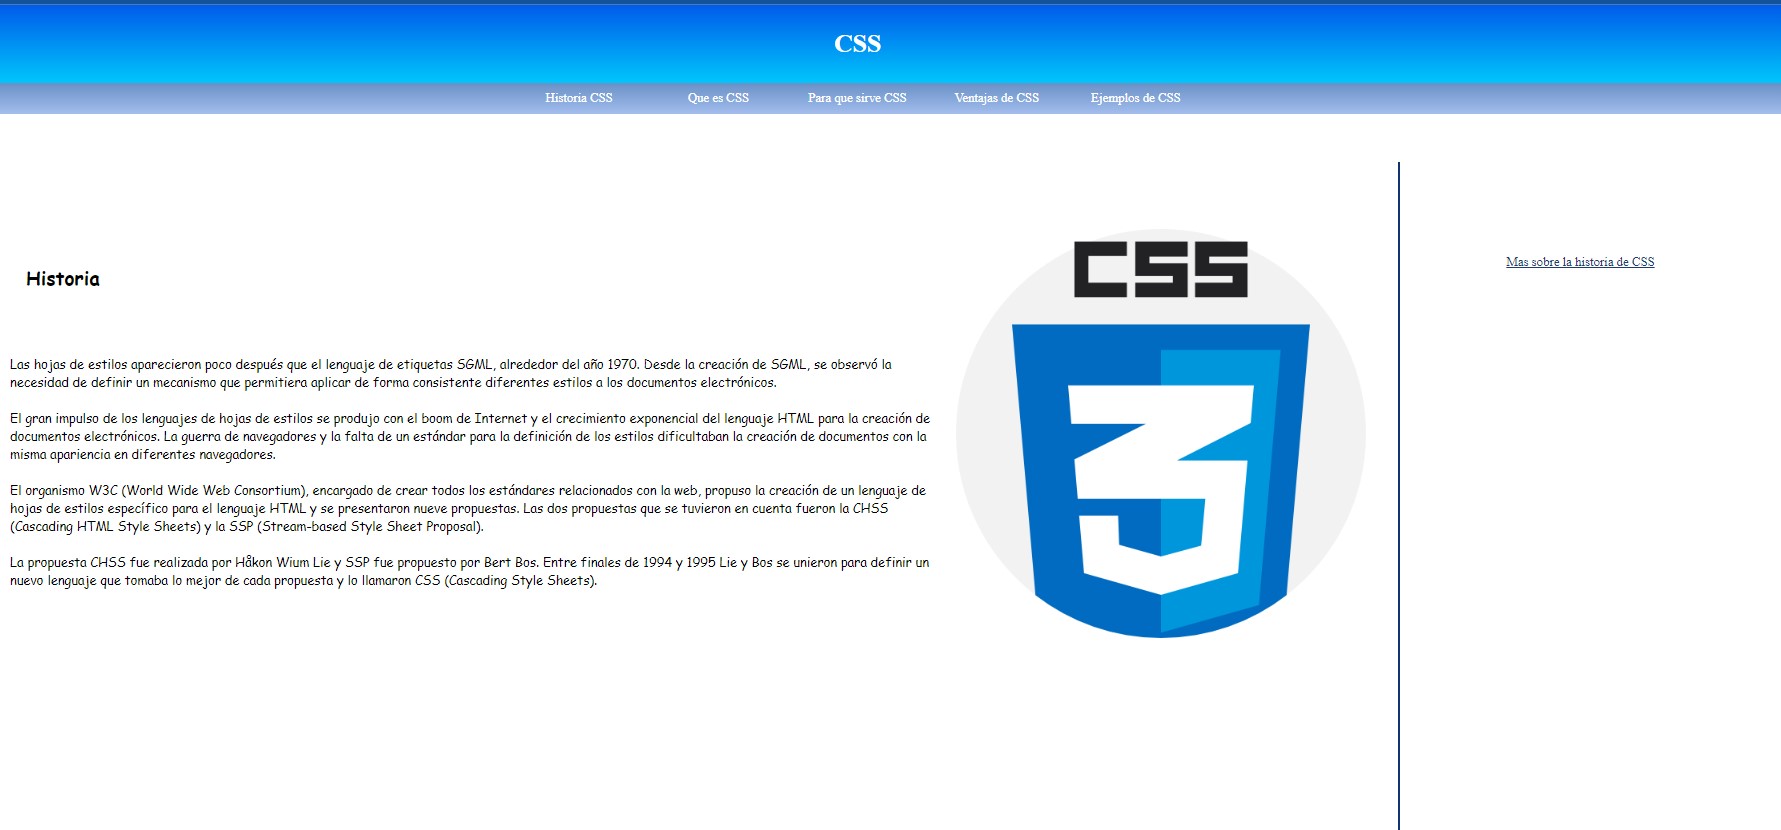 CSS
Historia CSS
Que es CSS
Para que sirve CSS
Ventajas de CSS
Ejemplos de CSS
Historia
Las hojas de estilos aparecieron poco después que el lenguaje de etiquetas SGML, alrededor del año 1970. Desde la creación de SGML, se observó la
necesidad de definir un mecanismo que permitiera aplicar de forma consistente diferentes estilos a los documentos electrónicos.
El gran impulso de los lenguajes de hojas de estilos se produjo con el boom de Internet y el crecimiento exponencial del lenguaje HTML para la creación de
documentos electrónicos. La guerra de navegadores y la falta de un estándar para la definición de los estilos dificultaban la creación de documentos con la
misma apariencia en diferentes navegadores.
El organismo W3C (World Wide Web Consortium), encargado de crear todos los estándares relacionados con la web, propuso la creación de un lenguaje de
hojas de estilos específico para el lenguaje HTML y se presentaron nueve propuestas. Las dos propuestas que se tuvieron en cuenta fueron la CHSS
(Cascading HTML Style Sheets) y la SSP (Stream-based Style Sheet Proposal).
La propuesta CHSS fue realizada por Håkon Wium Lie y SSP fue propuesto por Bert Bos. Entre finales de 1994 y 1995 Lie y Bos se unieron para definir un
nuevo lenguaje que tomaba lo mejor de cada propuesta y lo llamaron CSS (Cascading Style Sheets).
CSS
3
Mas sobre la historia de CSS